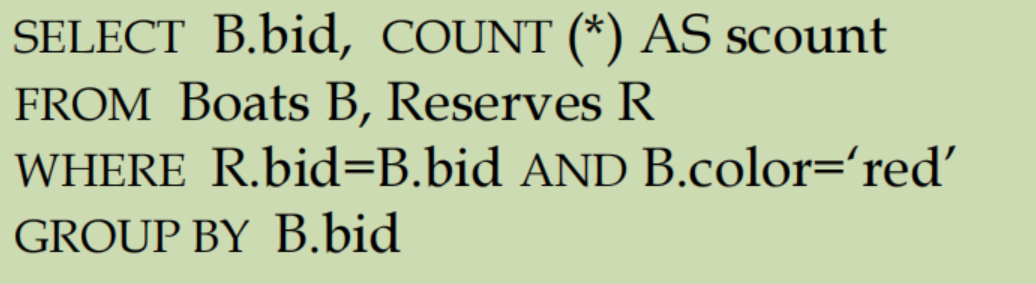 SELECT B.bid, COUNT (*) AS scount
FROM Boats B, Reserves R
WHERE R.bid=B.bid AND B.color=‘red’
GROUP BY B.bid